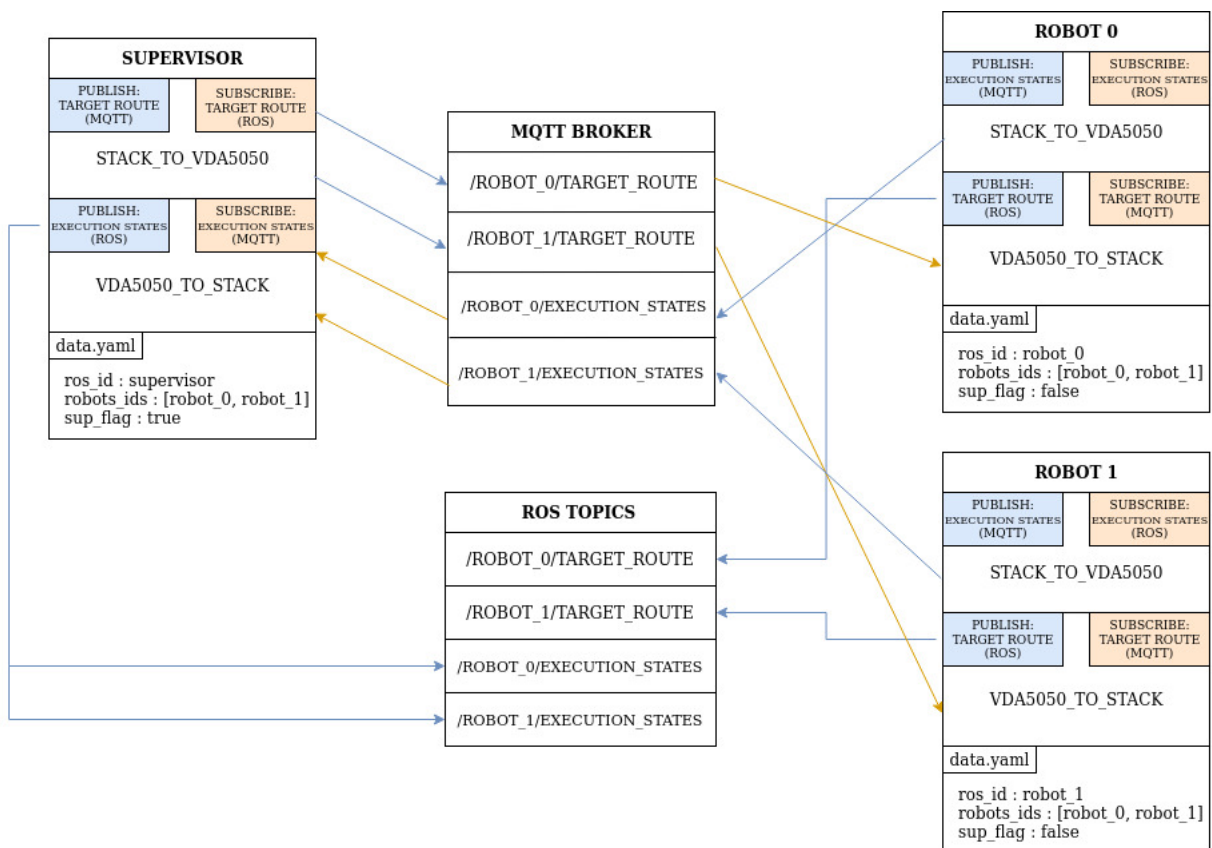 SUPERVISOR
PUBLISH:
TARGET ROUTE
(MQTT)
SUBSCRIBE:
TARGET ROUTE
(ROS)
STACK_TO_VDA5050
PUBLISH:
EXECUTION STATES
(ROS)
SUBSCRIBE:
EXECUTION STATES
(MQTT)
VDA5050_TO_STACK
data.yaml
ros_id : supervisor
robots_ids : [robot_0, robot_1]
sup_flag : true
MQTT BROKER
/ROBOT_0/TARGET_ROUTE
/ROBOT_1/TARGET_ROUTE
/ROBOT_0/EXECUTION_STATES
/ROBOT_1/EXECUTION_STATES
ROS TOPICS
/ROBOT_0/TARGET_ROUTE
/ROBOT_1/TARGET_ROUTE
/ROBOT_0/EXECUTION_STATES
/ROBOT_1/EXECUTION_STATES
ROBOT 0
PUBLISH:
EXECUTION STATES
(MQTT)
SUBSCRIBE:
EXECUTION STATES
(ROS)
STACK_TO_VDA5050
PUBLISH:
TARGET ROUTE
(ROS)
SUBSCRIBE:
TARGET ROUTE
(MQTT)
VDA5050_TO_STACK
data.yaml
ros_id : robot_0
robots_ids : [robot_0, robot_1]
sup_flag : false
ROBOT 1
PUBLISH:
EXECUTION STATES
(MQTT)
SUBSCRIBE:
EXECUTION STATES
(ROS)
STACK_TO_VDA5050
PUBLISH:
TARGET ROUTE
(ROS)
SUBSCRIBE:
TARGET ROUTE
(MQTT)
VDA5050_TO_STACK
data.yaml
ros_id : robot_1
robots_ids : [robot_0, robot_1]
sup_flag : false